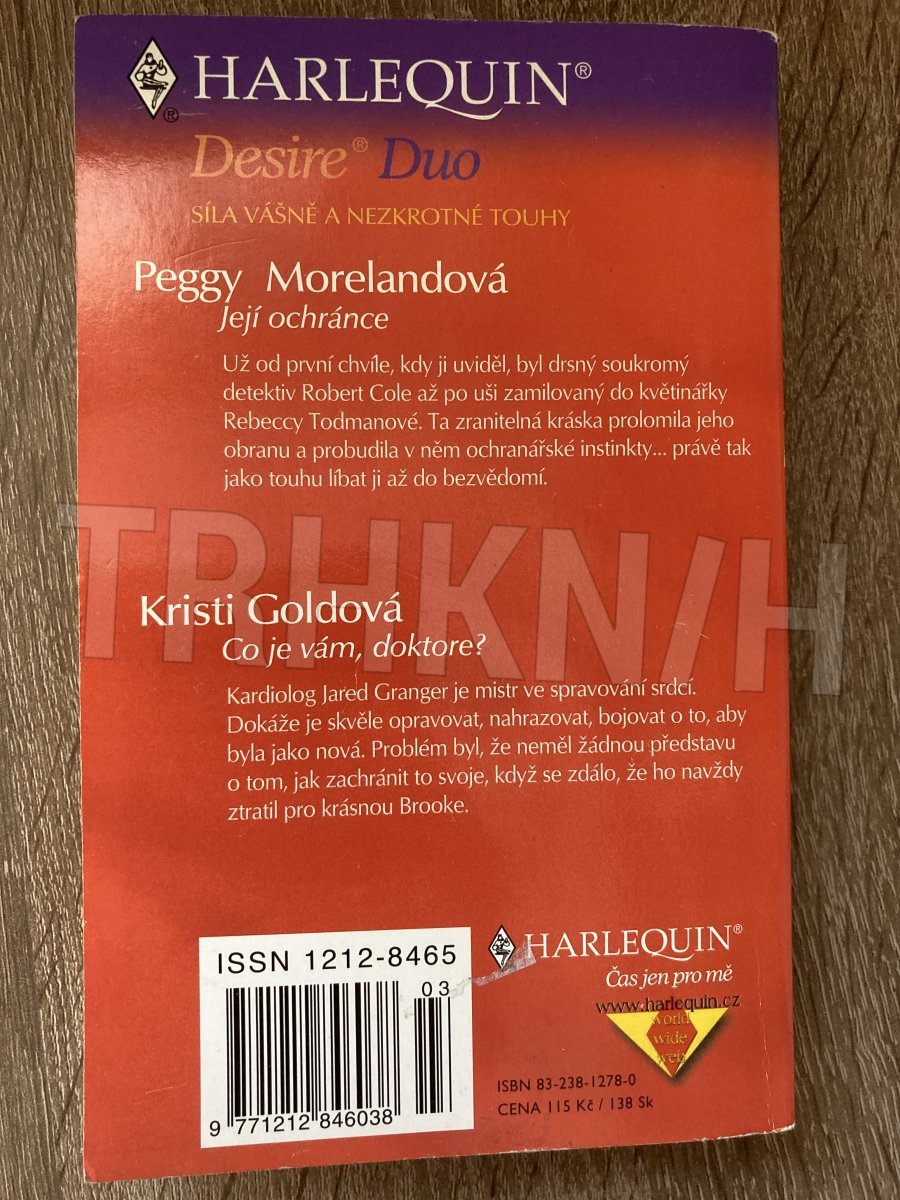 HARLEQUIN®
®
Desire® Duo
SÍLA VÁŠNĚ A NEZKROTNÉ TOUHY
Peggy Morelandová
Její ochránce
Už od první chvíle, kdy ji uviděl, byl drsný soukromý
detektiv Robert Cole až po uši zamilovaný do květinářky
Rebeccy Todmanové. Ta zranitelná kráska prolomila jeho
obranu a probudila v něm ochranářské instinkty... právě tak
jako touhu líbat ji až do bezvědomí.
TRHKN/H
Kristi Goldová
Co je vám, doktore?
Kardiolog Jared Granger je mistr ve spravování srdcí.
Dokáže je skvěle opravovat, nahrazovat, bojovat o to, aby
byla jako nová. Problém byl, že neměl žádnou představu
o tom, jak zachránit to svoje, když se zdálo, že ho navždy
ztratil pro krásnou Brooke.
ISSN 1212-8465
03
9 771212 846038
HARLEQUIN®
Čas jen pro mě
www.harlequin.cz
world
wide
web
ISBN 83-238-1278-0
CENA 115 Kč / 138 Sk